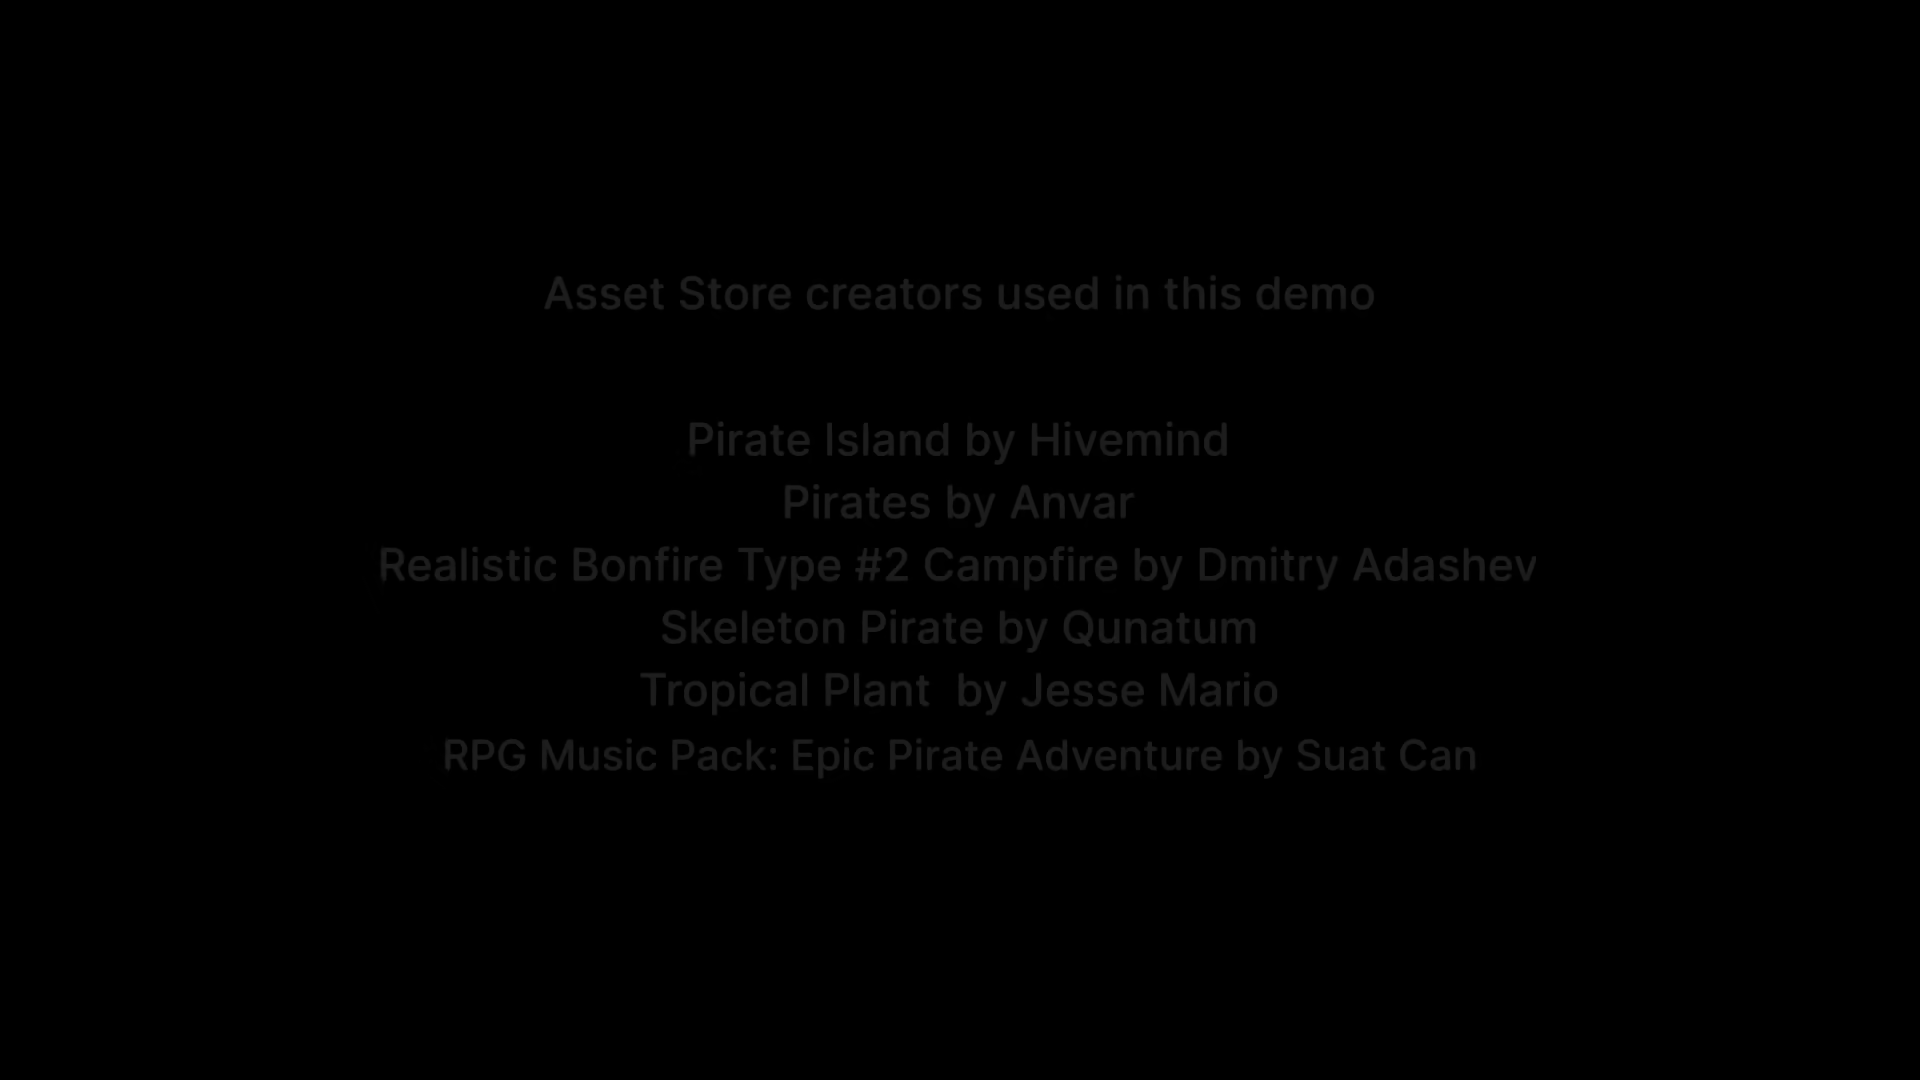 Asset Store creators used in this demo
Pirate Island by Hivemind
Pirates by Anvar
Realistic Bonfire Type #2 Campfire by Dmitry Adashev
Skeleton Pirate by Qunatum
Tropical Plant  by Jesse Mario
RPG Music Pack: Epic Pirate Adventure by Suat Can